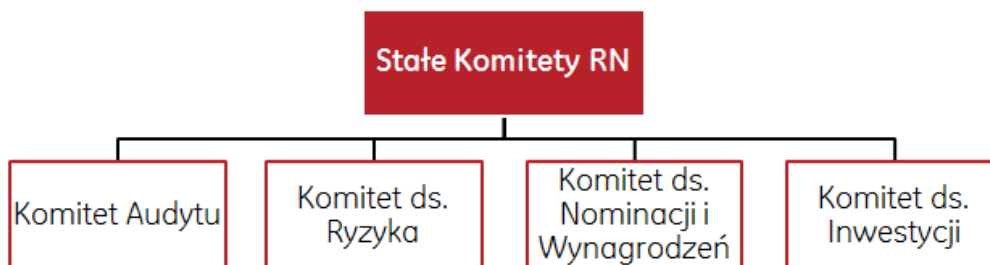 Stałe Komitety RN
Komitet Audytu
Komitet ds.
Ryzyka
Komitet ds.
Nominacji i
Wynagrodzeń
Komitet ds.
Inwestycji